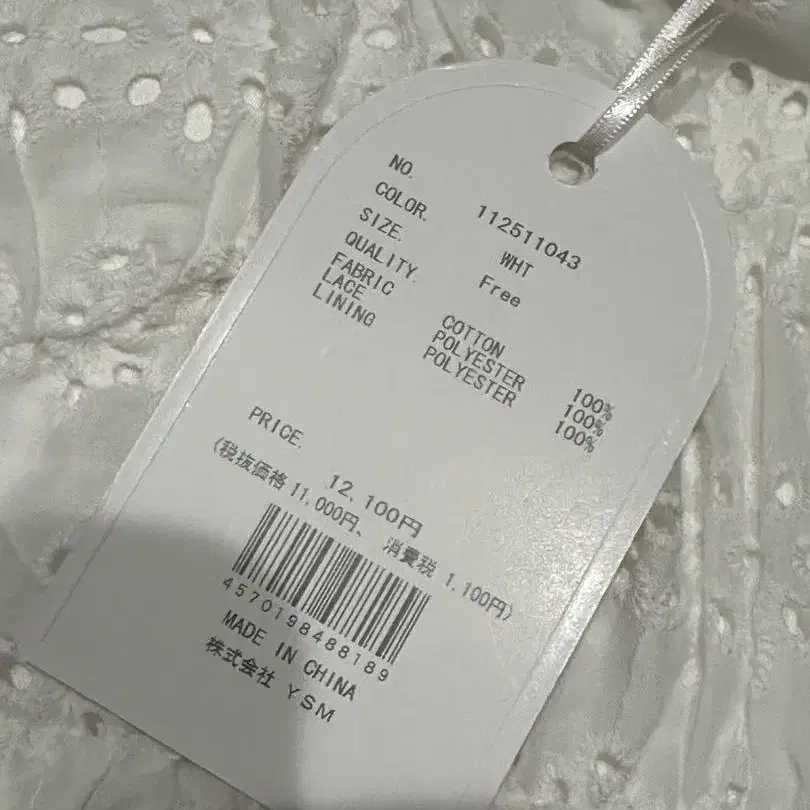 NO. 112511043
COLOR. WHT
SIZE. Free
QUALITY.
FABRIC COTTON 100%
LACE POLYESTER 100%
LINING POLYESTER 100%
PRICE. 12,100円
(税抜価格 11,000円、 消費税 1,100円)
4570198488189
MADE IN CHINA
株式会社 YSM